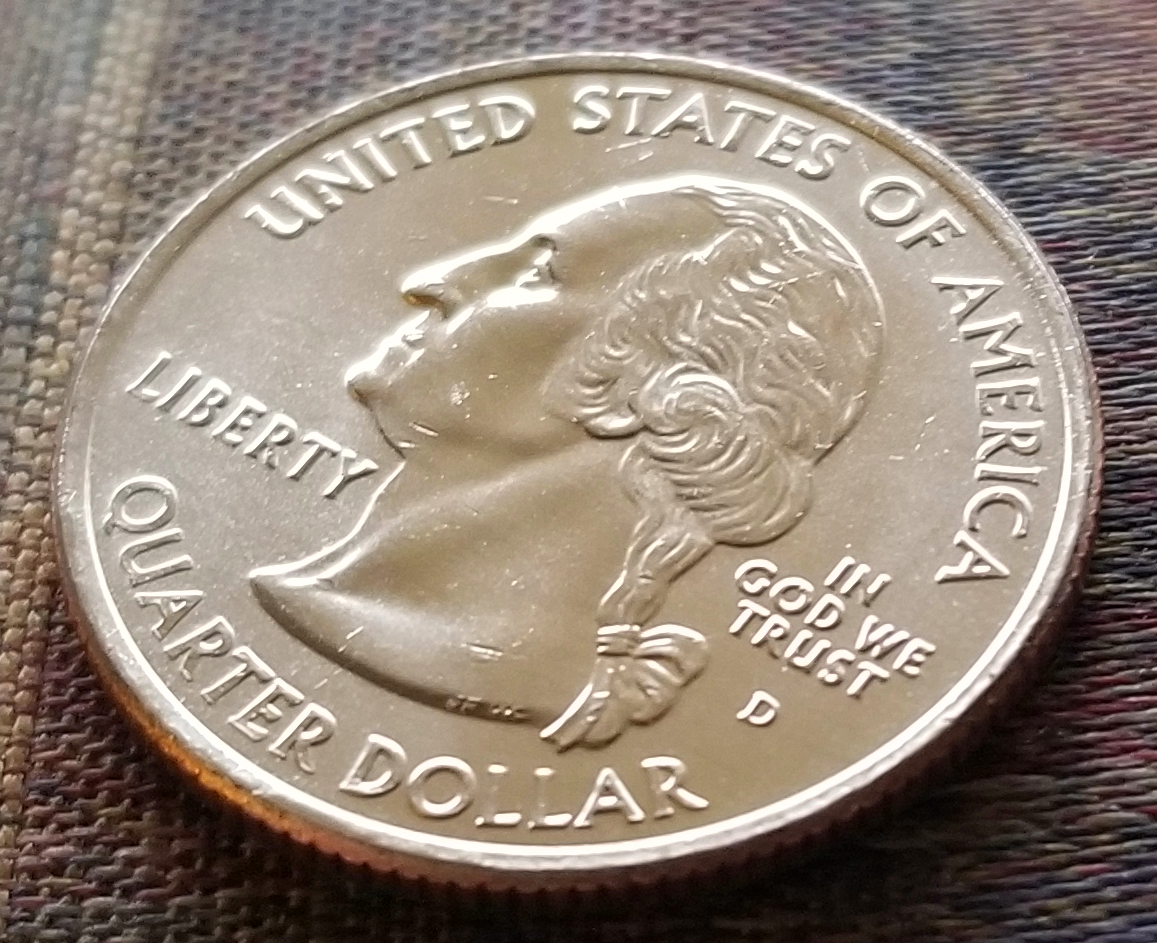 UNITED STATES OF AMERICA
LIBERTY
IN
GOD WE
TRUST
D
QUARTER DOLLAR